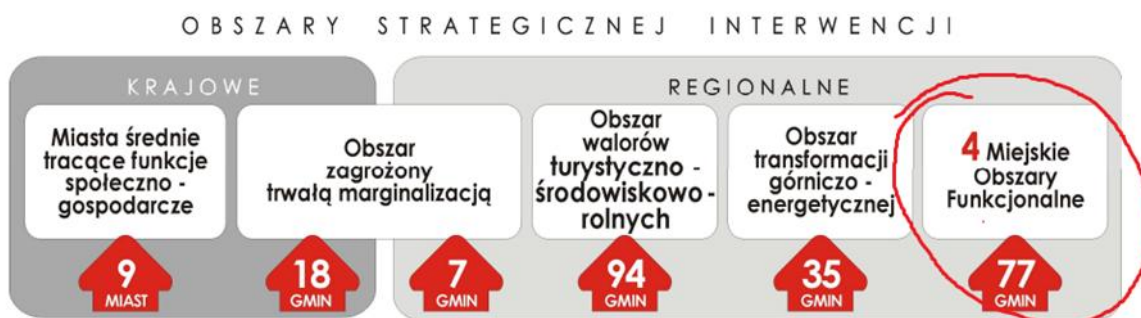 OBSZARY STRATEGICZNEJ INTERWENCJI
KRAJOWE
REGIONALNE
Miasta średnie
tracące funkcje
społeczno -
gospodarcze
Obszar
zagrożony
trwałą marginalizacją
Obszar
walorów
turystyczno -
środowiskowo -
rolnych
Obszar
transformacji
górniczo -
energetycznej
4 Miejskie
Obszary
Funkcjonalne
9
MIAST
18
GMIN
7
GMIN
94
GMIN
35
GMIN
77
GMIN